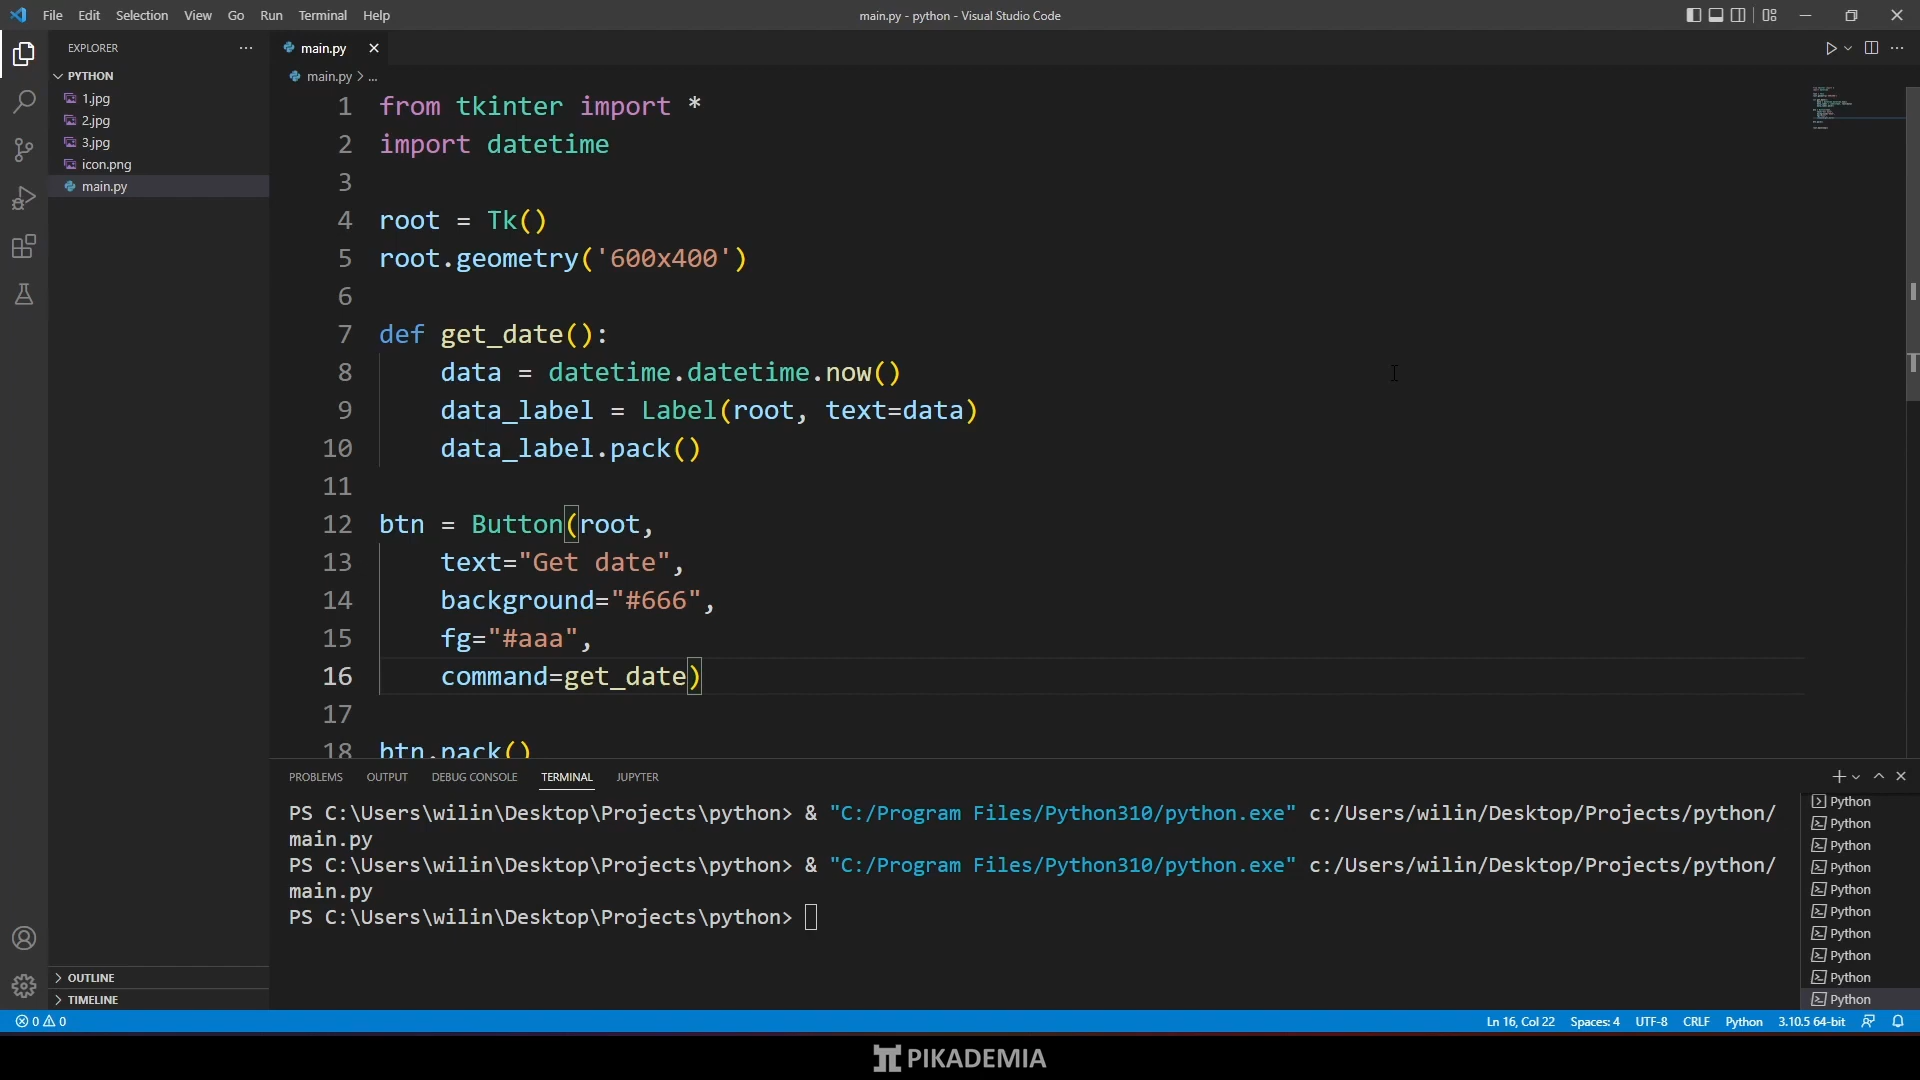 File Edit Selection View Go Run Terminal Help
main.py - python - Visual Studio Code
EXPLORER
PYTHON
1.jpg
2.jpg
3.jpg
icon.png
main.py
OUTLINE
TIMELINE
main.py
main.py > ...
1 from tkinter import *
2 import datetime
3
4 root = Tk()
5 root.geometry('600x400')
6
7 def get_date():
8     data = datetime.datetime.now()
9     data_label = Label(root, text=data)
10     data_label.pack()
11
12 btn = Button(root,
13     text="Get date",
14     background="#666",
15     fg="#aaa",
16     command=get_date)
17
18 btn.pack()
PROBLEMS OUTPUT DEBUG CONSOLE TERMINAL JUPYTER
PS C:\Users\wilin\Desktop\Projects\python> & "C:/Program Files/Python310/python.exe" c:/Users/wilin/Desktop/Projects/python/
main.py
PS C:\Users\wilin\Desktop\Projects\python> & "C:/Program Files/Python310/python.exe" c:/Users/wilin/Desktop/Projects/python/
main.py
PS C:\Users\wilin\Desktop\Projects\python>
Python
Python
Python
Python
Python
Python
Python
Python
Python
Python
0 0
Ln 16, Col 22 Spaces: 4 UTF-8 CRLF Python 3.10.5 64-bit
PIKADEMIA